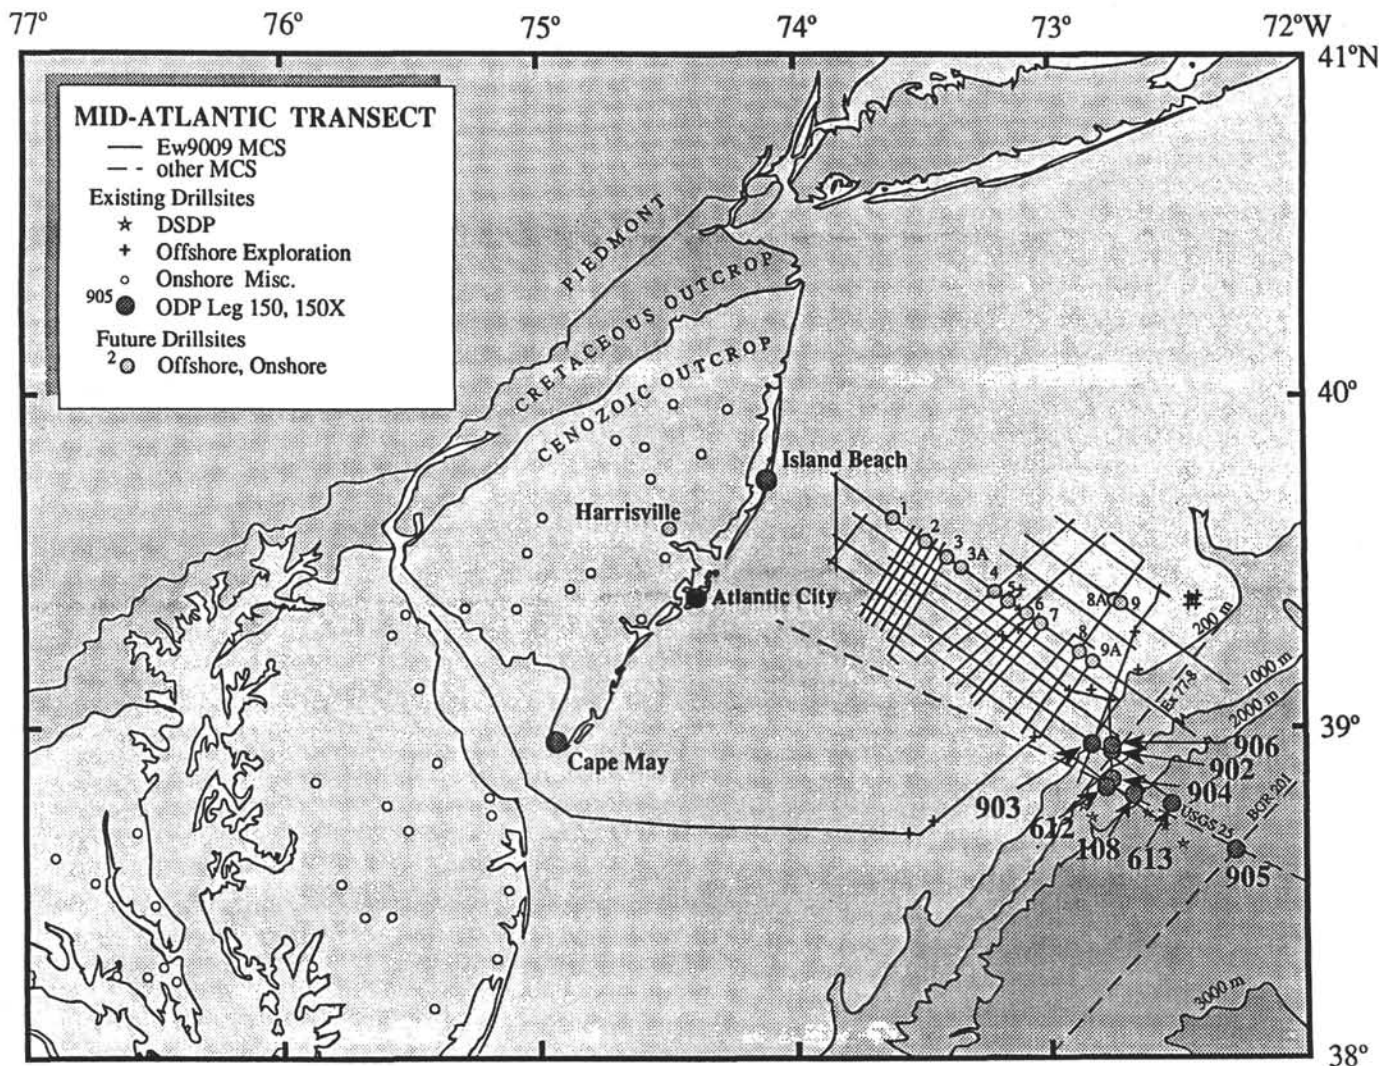 77° 76° 75° 74° 73° 72°W
41°N
MID-ATLANTIC TRANSECT
Ew9009 MCS
other MCS
Existing Drillsites
DSDP
Offshore Exploration
Onshore Misc.
905 ODP Leg 150, 150X
Future Drillsites
2 Offshore, Onshore
PIEDMONT
CRETACEOUS OUTCROP
CENOZOIC OUTCROP
40°
Island Beach
Harrisville
Atlantic City
1
2
3
3A
4
5
6
7
8A
9
8
9A
200 m
1000 m
2000 m
Ex 77-8
39°
Cape May
906
902
903
904
612
108
613
USGS 25
BGR 201
905
3000 m
38°